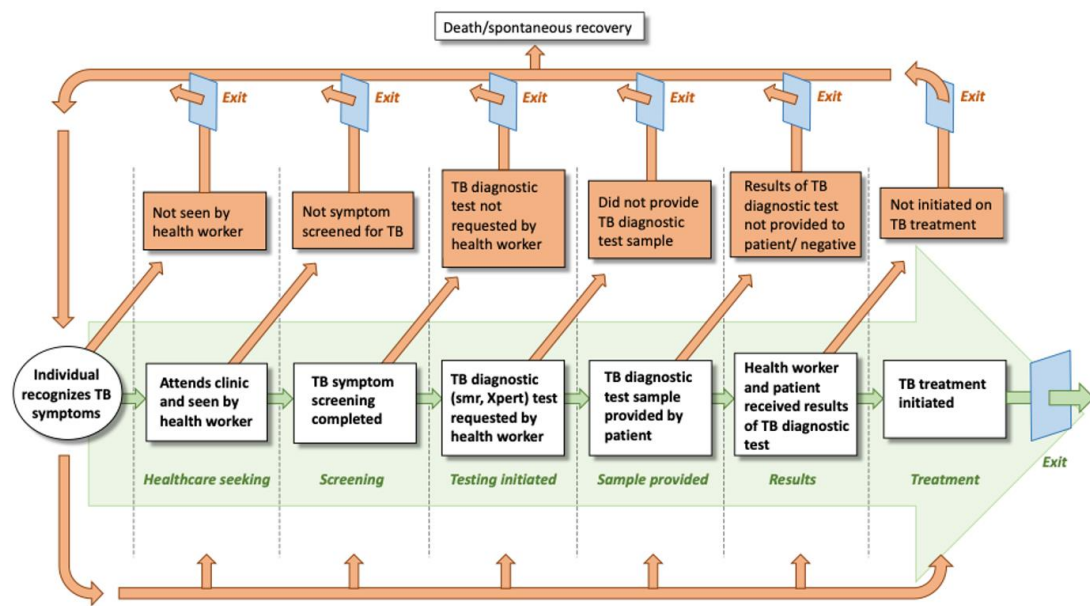 Death/spontaneous recovery
Exit
Exit
Exit
Exit
Exit
Exit
Not seen by
health worker
Not symptom
screened for TB
TB diagnostic
test not
requested by
health worker
Did not provide
TB diagnostic
test sample
Results of TB
diagnostic test
not provided to
patient/ negative
Not initiated on
TB treatment
Individual
recognizes TB
symptoms
Attends clinic
and seen by
health worker
TB symptom
screening
completed
TB diagnostic
(smr, Xpert) test
requested by
health worker
TB diagnostic
test sample
provided by
patient
Health worker
and patient
received results
of TB diagnostic
test
TB treatment
initiated
Healthcare seeking
Screening
Testing initiated
Sample provided
Results
Treatment
Exit